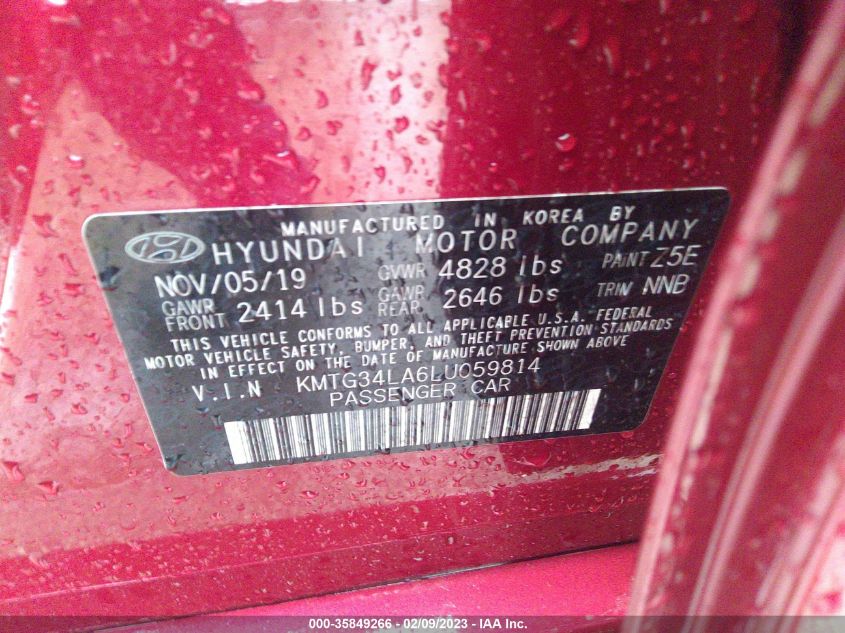 MANUFACTURED IN KOREA BY
HYUNDAI MOTOR COMPANY
NOV/05/19 GVWR 4828 lbs PAINT Z5E
GAWR FRONT 2414 lbs GAWR REAR 2646 lbs TRIM NNB
THIS VEHICLE CONFORMS TO ALL APPLICABLE U.S.A. FEDERAL
MOTOR VEHICLE SAFETY, BUMPER, AND THEFT PREVENTION STANDARDS
IN EFFECT ON THE DATE OF MANUFACTURE SHOWN ABOVE
V.I.N KMTG34LA6LU059814
PASSENGER CAR
000-35849266 - 02/09/2023 - IAA Inc.